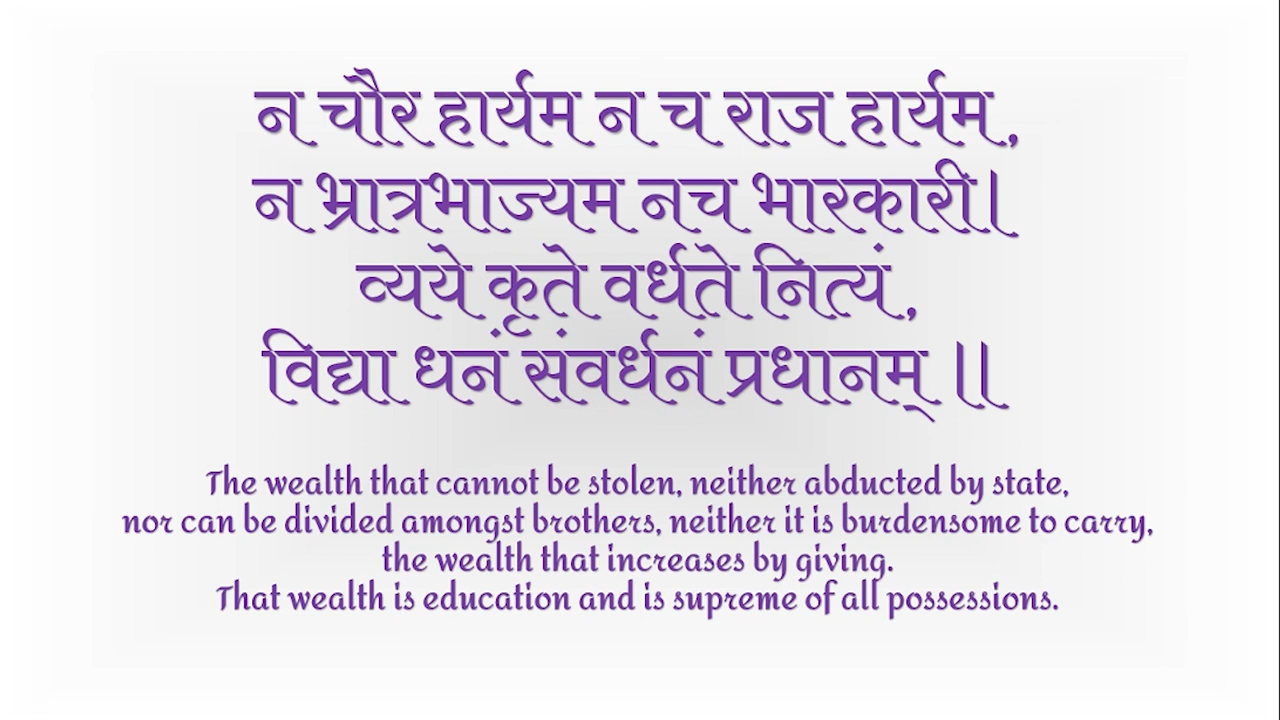 न चौर हार्यम न च राज हार्यम,
न भ्रात्रभाज्यम नच भारकारी।
व्यये कृते वर्धते नित्यं,
विद्या धनं संवर्धनं प्रधानम् ।।
The wealth that cannot be stolen, neither abducted by state,
nor can be divided amongst brothers, neither it is burdensome to carry,
the wealth that increases by giving.
That wealth is education and is supreme of all possessions.